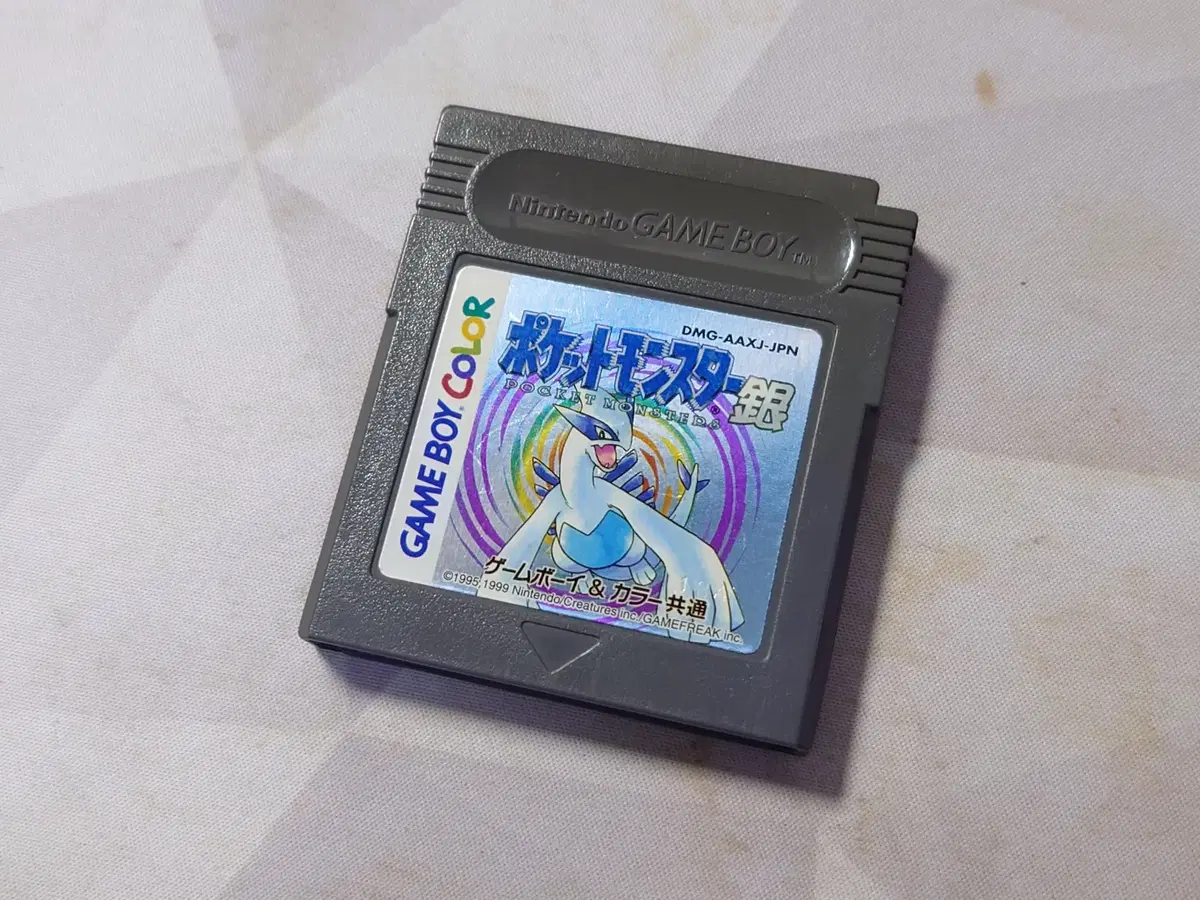 Nintendo GAME BOY TM
GAME BOY COLOR
DMG-AAXJ-JPN
ポケットモンスター® 銀
POCKET MONSTERS
ゲームボーイ & カラー共通
©1995,1999 Nintendo/Creatures inc./GAMEFREAK inc.